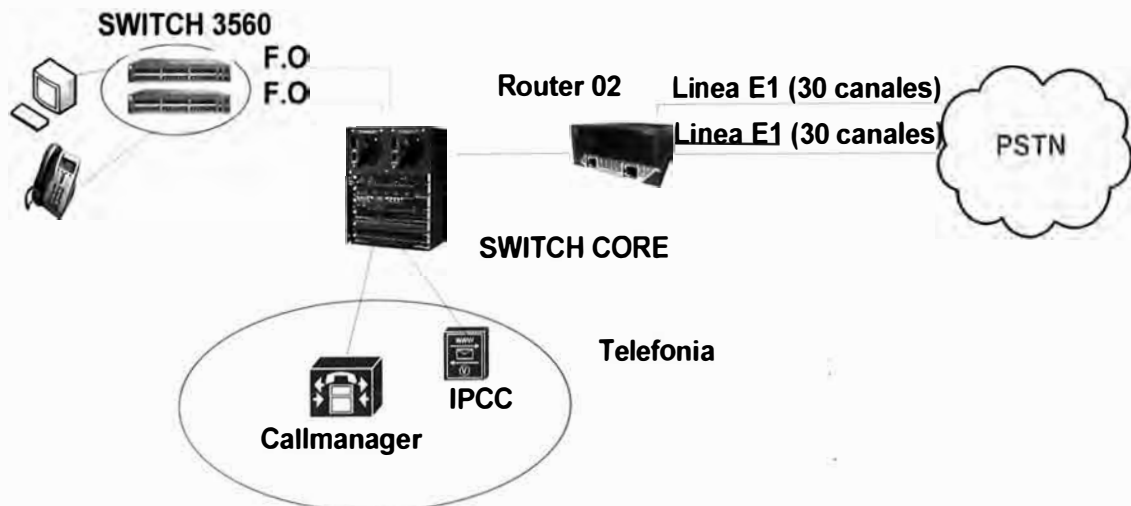 SWITCH 3560
F.O
F.O
Router 02
Linea E1 (30 canales)
Linea E1 (30 canales)
PSTN
SWITCH CORE
Telefonia
IPCC
Callmanager